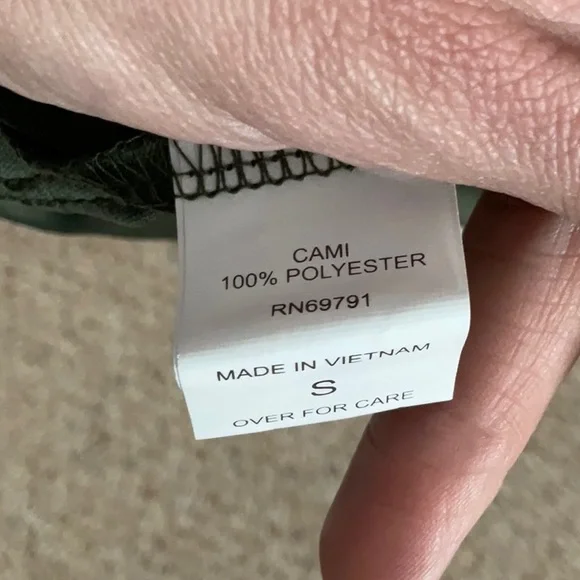 CAMI
100% POLYESTER
RN69791
MADE IN VIETNAM
S
OVER FOR CARE